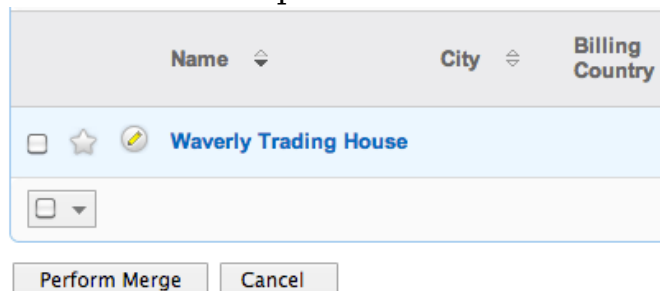 Name
City
Billing
Country
Waverly Trading House
Perform Merge
Cancel